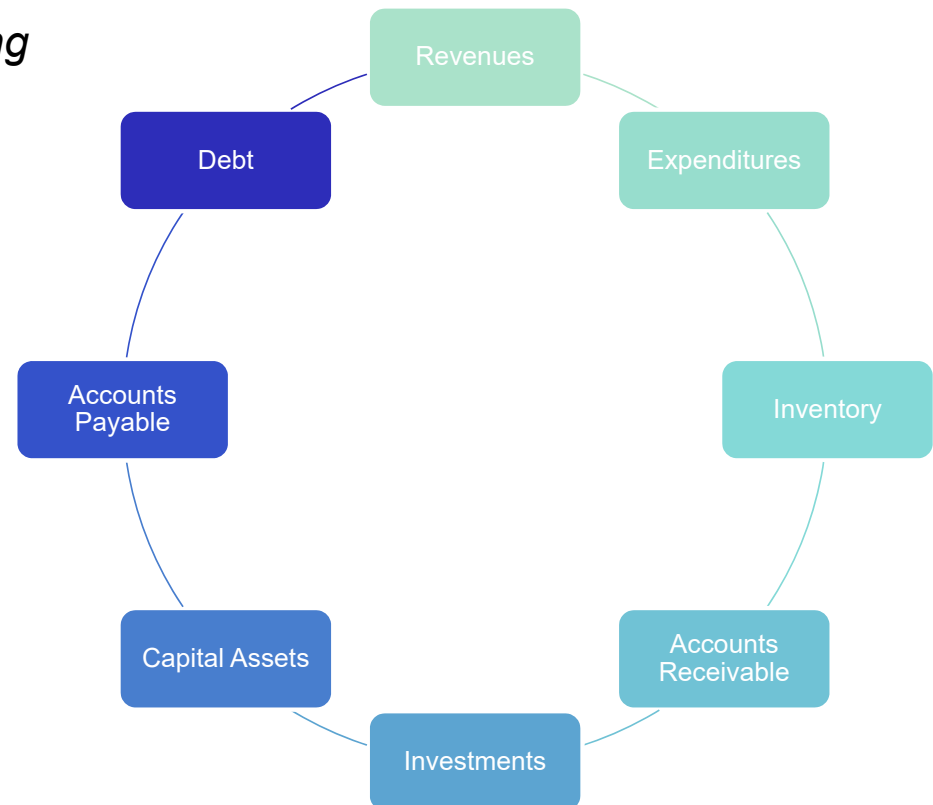 Revenues
Debt
Expenditures
Accounts
Payable
Inventory
Capital Assets
Accounts
Receivable
Investments